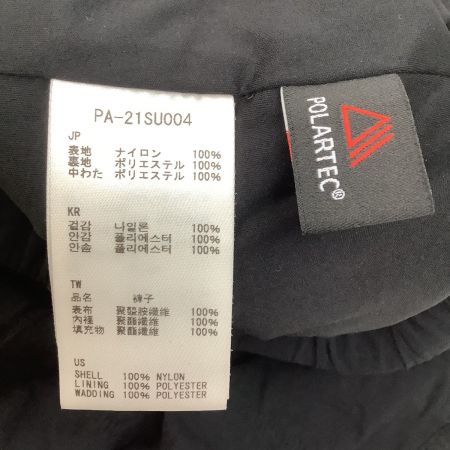 PA-21SU004
JP
表地 ナイロン 100%
裏地 ポリエステル 100%
中わた ポリエステル 100%
KR
겉감 나일론 100%
안감 폴리에스터 100%
안솜 폴리에스터 100%
TW
品名 褲子
表布 聚醯胺纖維 100%
內裡 聚酯纖維 100%
填充物 聚酯纖維 100%
US
SHELL 100% NYLON
LINING 100% POLYESTER
WADDING 100% POLYESTER
POLARTEC®